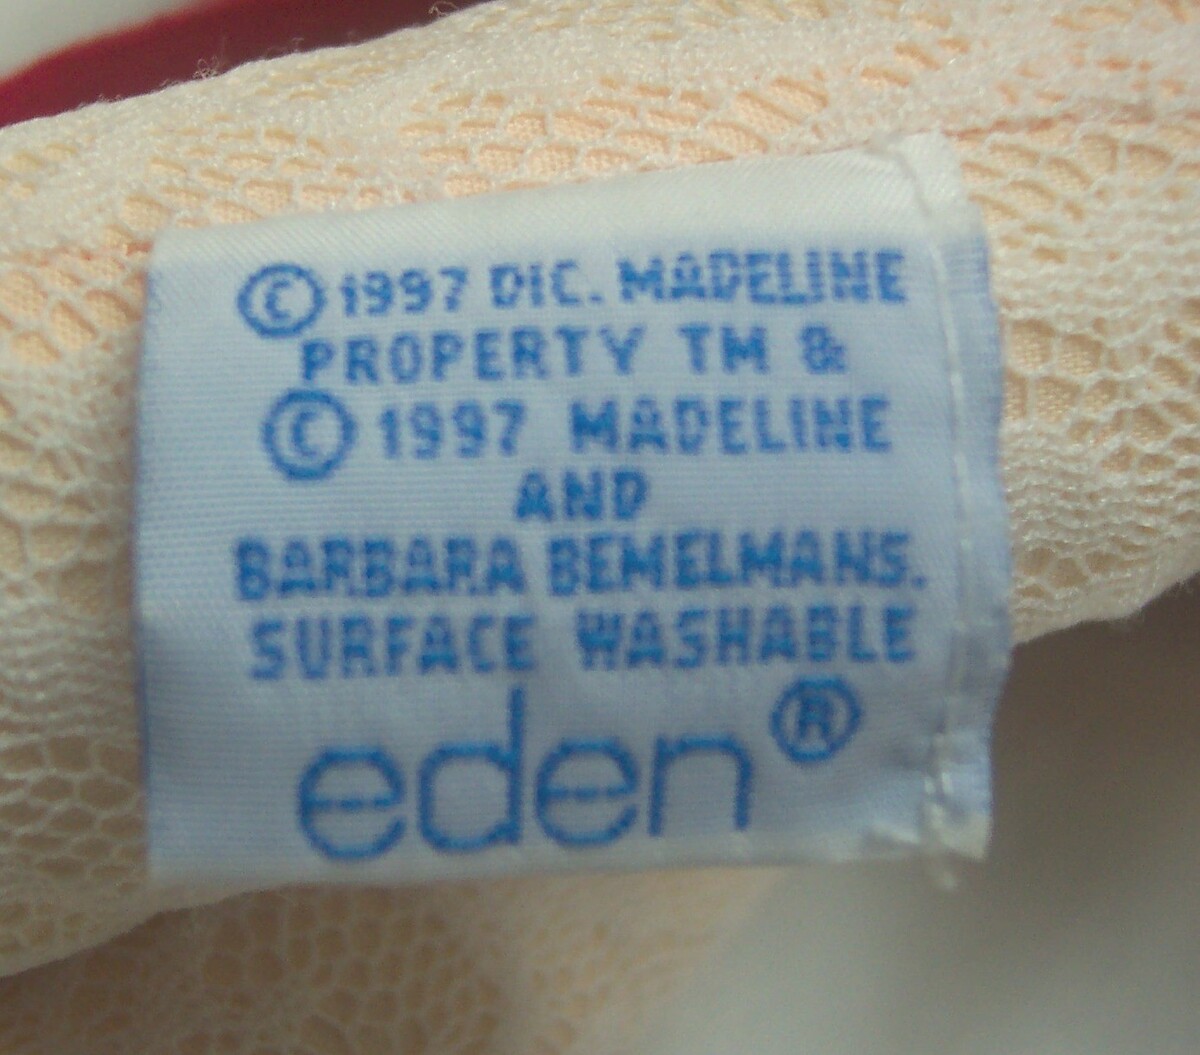 © 1997 DIC. MADELINE
PROPERTY TM &
© 1997 MADELINE
AND
BARBARA BEMELMANS.
SURFACE WASHABLE
eden®